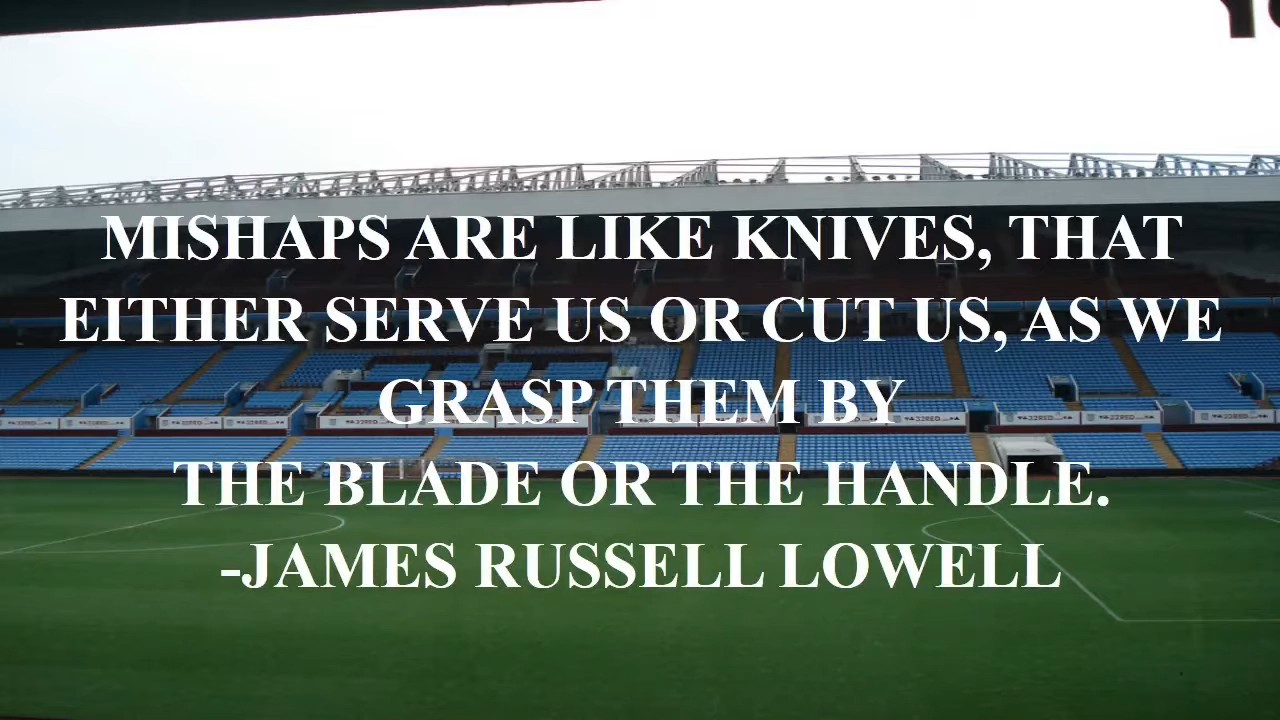 MISHAPS ARE LIKE KNIVES, THAT
EITHER SERVE US OR CUT US, AS WE
GRASP THEM BY
THE BLADE OR THE HANDLE.
-JAMES RUSSELL LOWELL